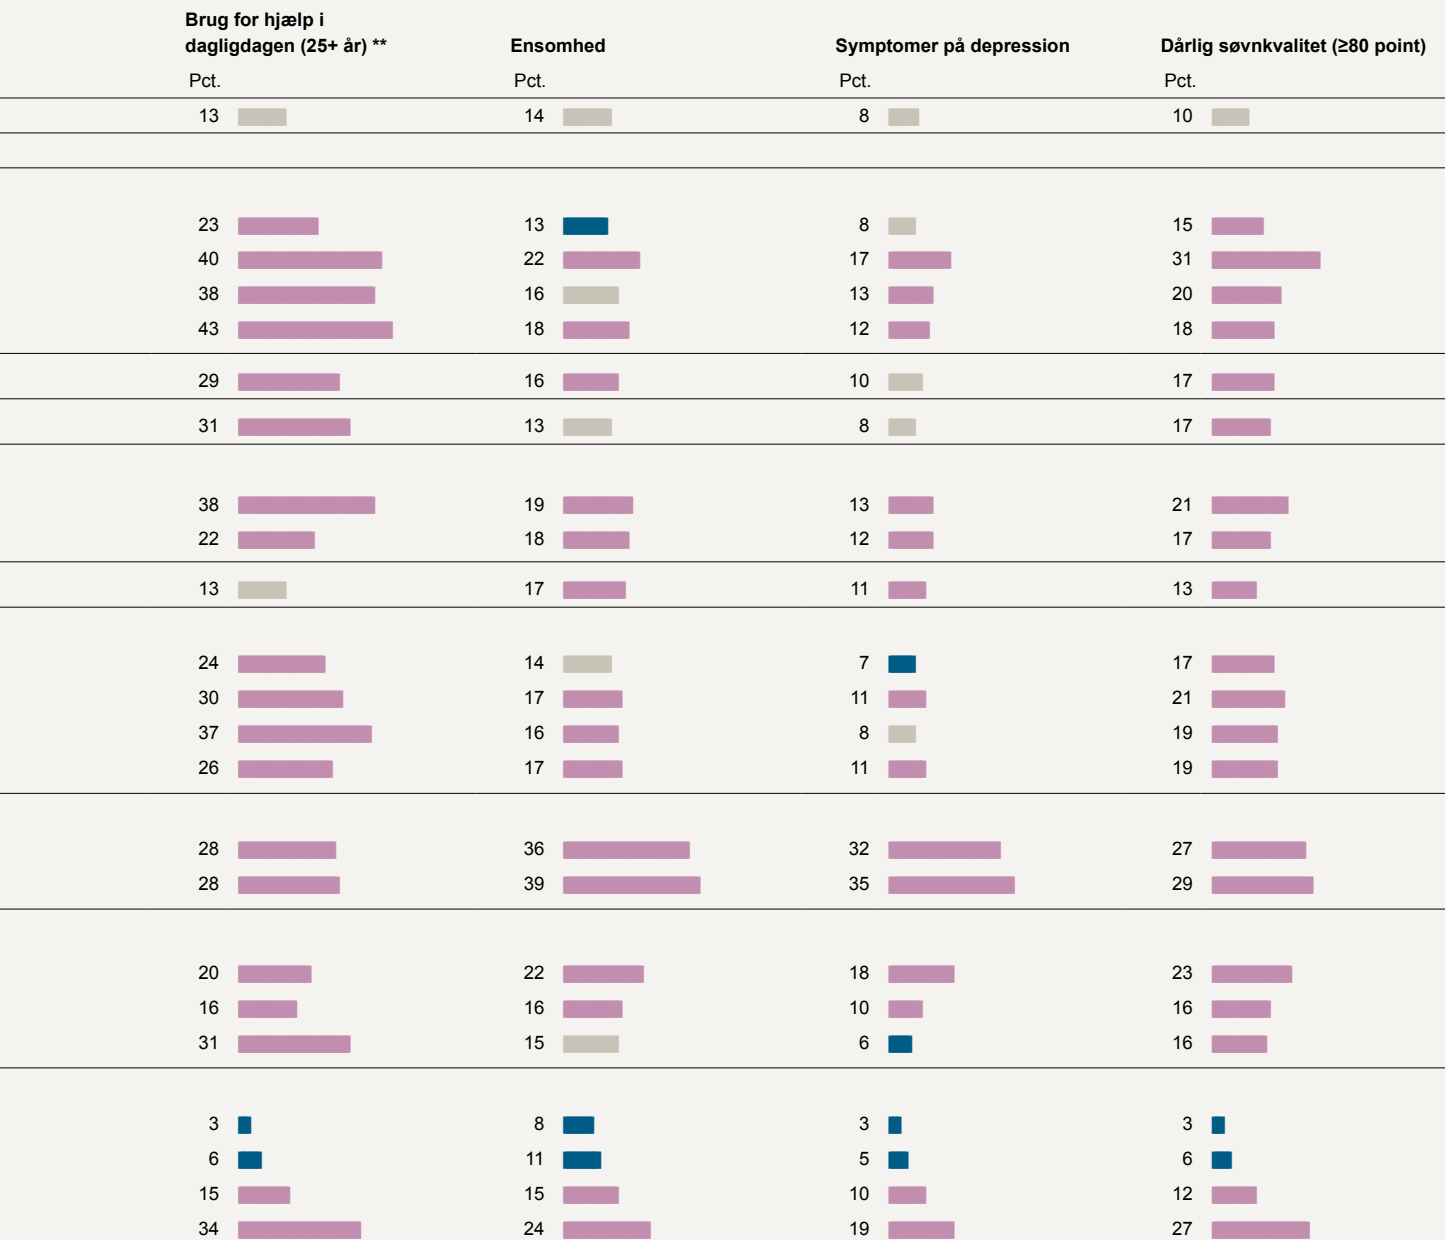 Brug for hjælp i
dagligdagen (25+ år) ** Ensomhed Symptomer på depression Dårlig søvnkvalitet (≥80 point)
Pct. Pct. Pct. Pct.
13 14 8 10
23 13 8 15
40 22 17 31
38 16 13 20
43 18 12 18
29 16 10 17
31 13 8 17
38 19 13 21
22 18 12 17
13 17 11 13
24 14 7 17
30 17 11 21
37 16 8 19
26 17 11 19
28 36 32 27
28 39 35 29
20 22 18 23
16 16 10 16
31 15 6 16
3 8 3 3
6 11 5 6
15 15 10 12
34 24 19 27